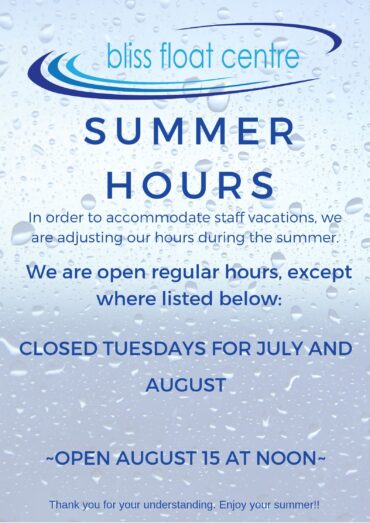 bliss float centre
SUMMER
HOURS
In order to accommodate staff vacations, we
are adjusting our hours during the summer.
We are open regular hours, except
where listed below:
CLOSED TUESDAYS FOR JULY AND
AUGUST
~OPEN AUGUST 15 AT NOON~
Thank you for your understanding. Enjoy your summer!!